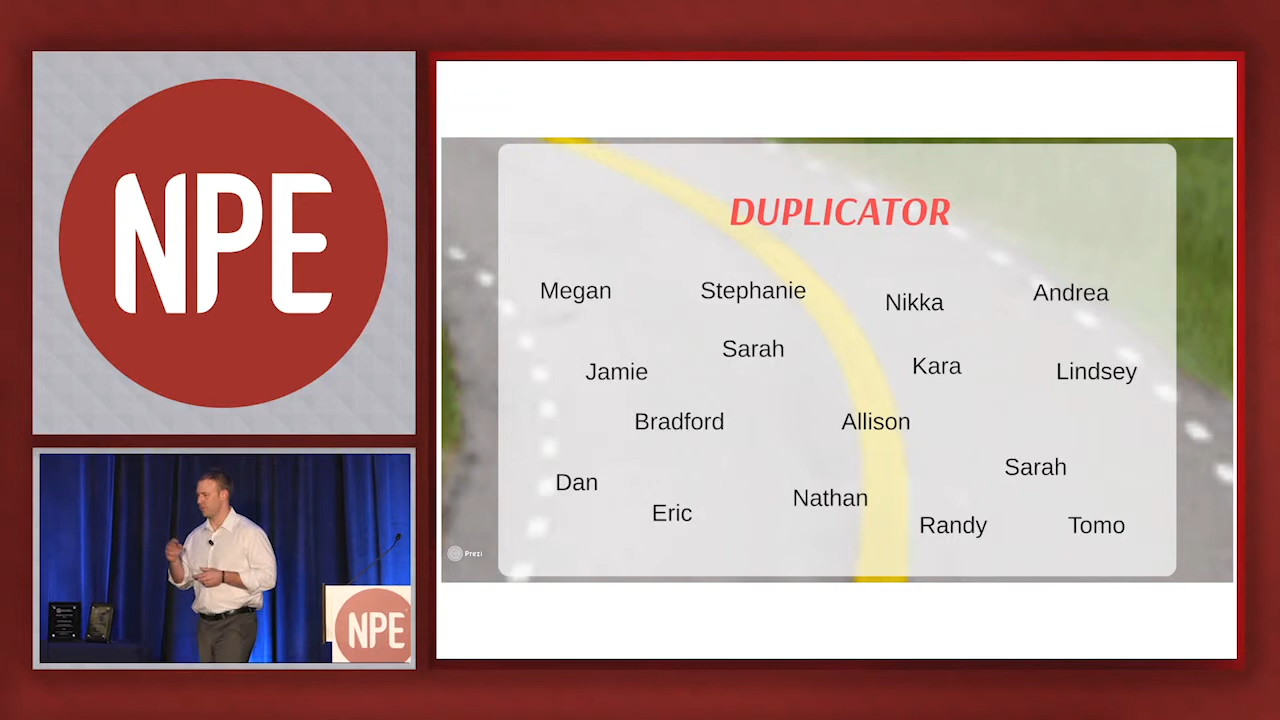 NPE
DUPLICATOR
Megan
Stephanie
Nikka
Andrea
Sarah
Jamie
Kara
Lindsey
Bradford
Allison
Sarah
Dan
Nathan
Eric
Randy
Tomo
Prezi
NPE